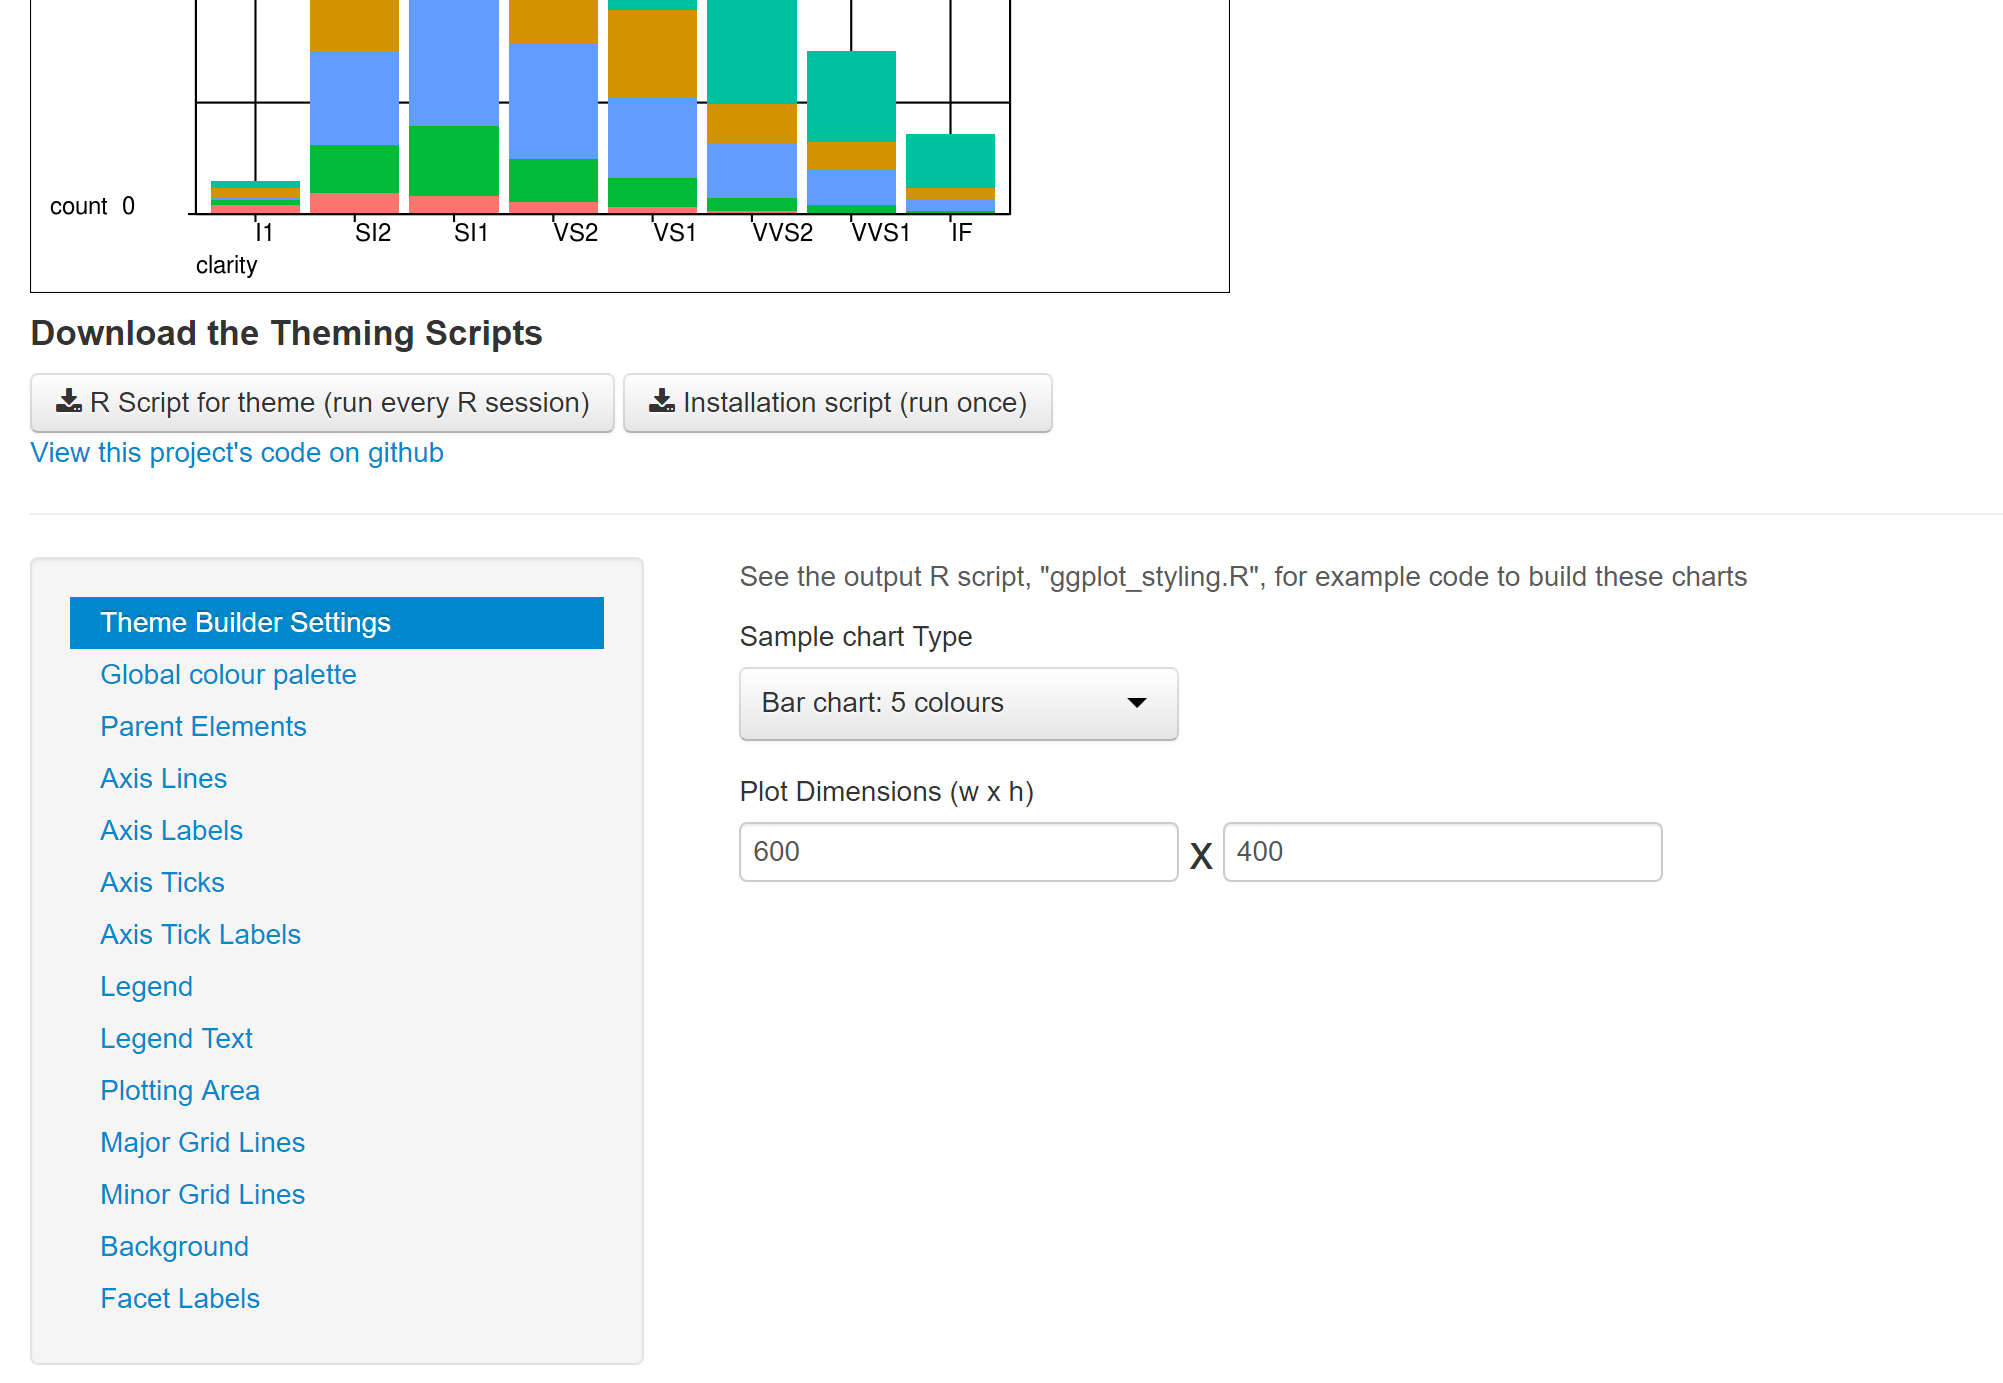 count 0
I1 SI2 SI1 VS2 VS1 VVS2 VVS1 IF
clarity
Download the Theming Scripts
R Script for theme (run every R session) Installation script (run once)
View this project's code on github
See the output R script, "ggplot_styling.R", for example code to build these charts
Theme Builder Settings
Global colour palette
Parent Elements
Axis Lines
Axis Labels
Axis Ticks
Axis Tick Labels
Legend
Legend Text
Plotting Area
Major Grid Lines
Minor Grid Lines
Background
Facet Labels
Sample chart Type
Bar chart: 5 colours
Plot Dimensions (w x h)
600 X 400